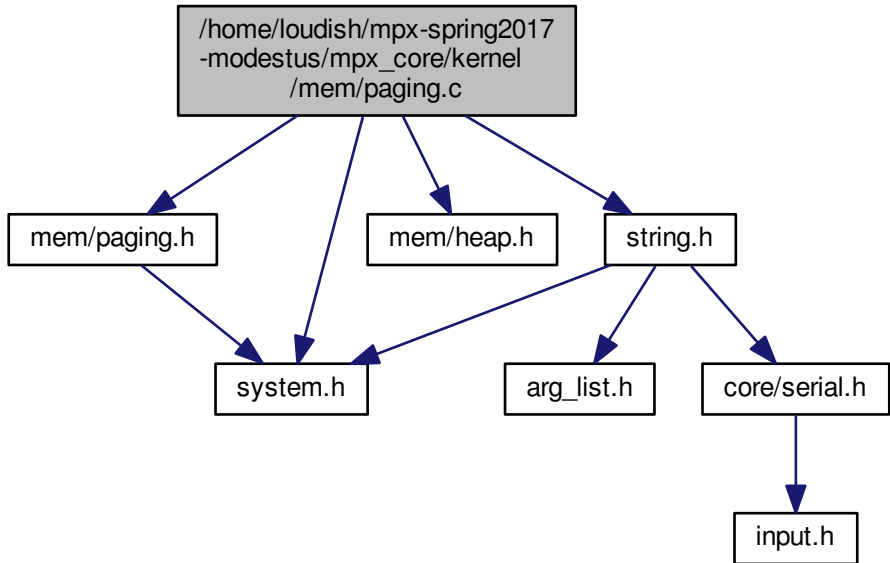 /home/loudish/mpx-spring2017
-modestus/mpx_core/kernel
/mem/paging.c
mem/paging.h
mem/heap.h
string.h
system.h
arg_list.h
core/serial.h
input.h